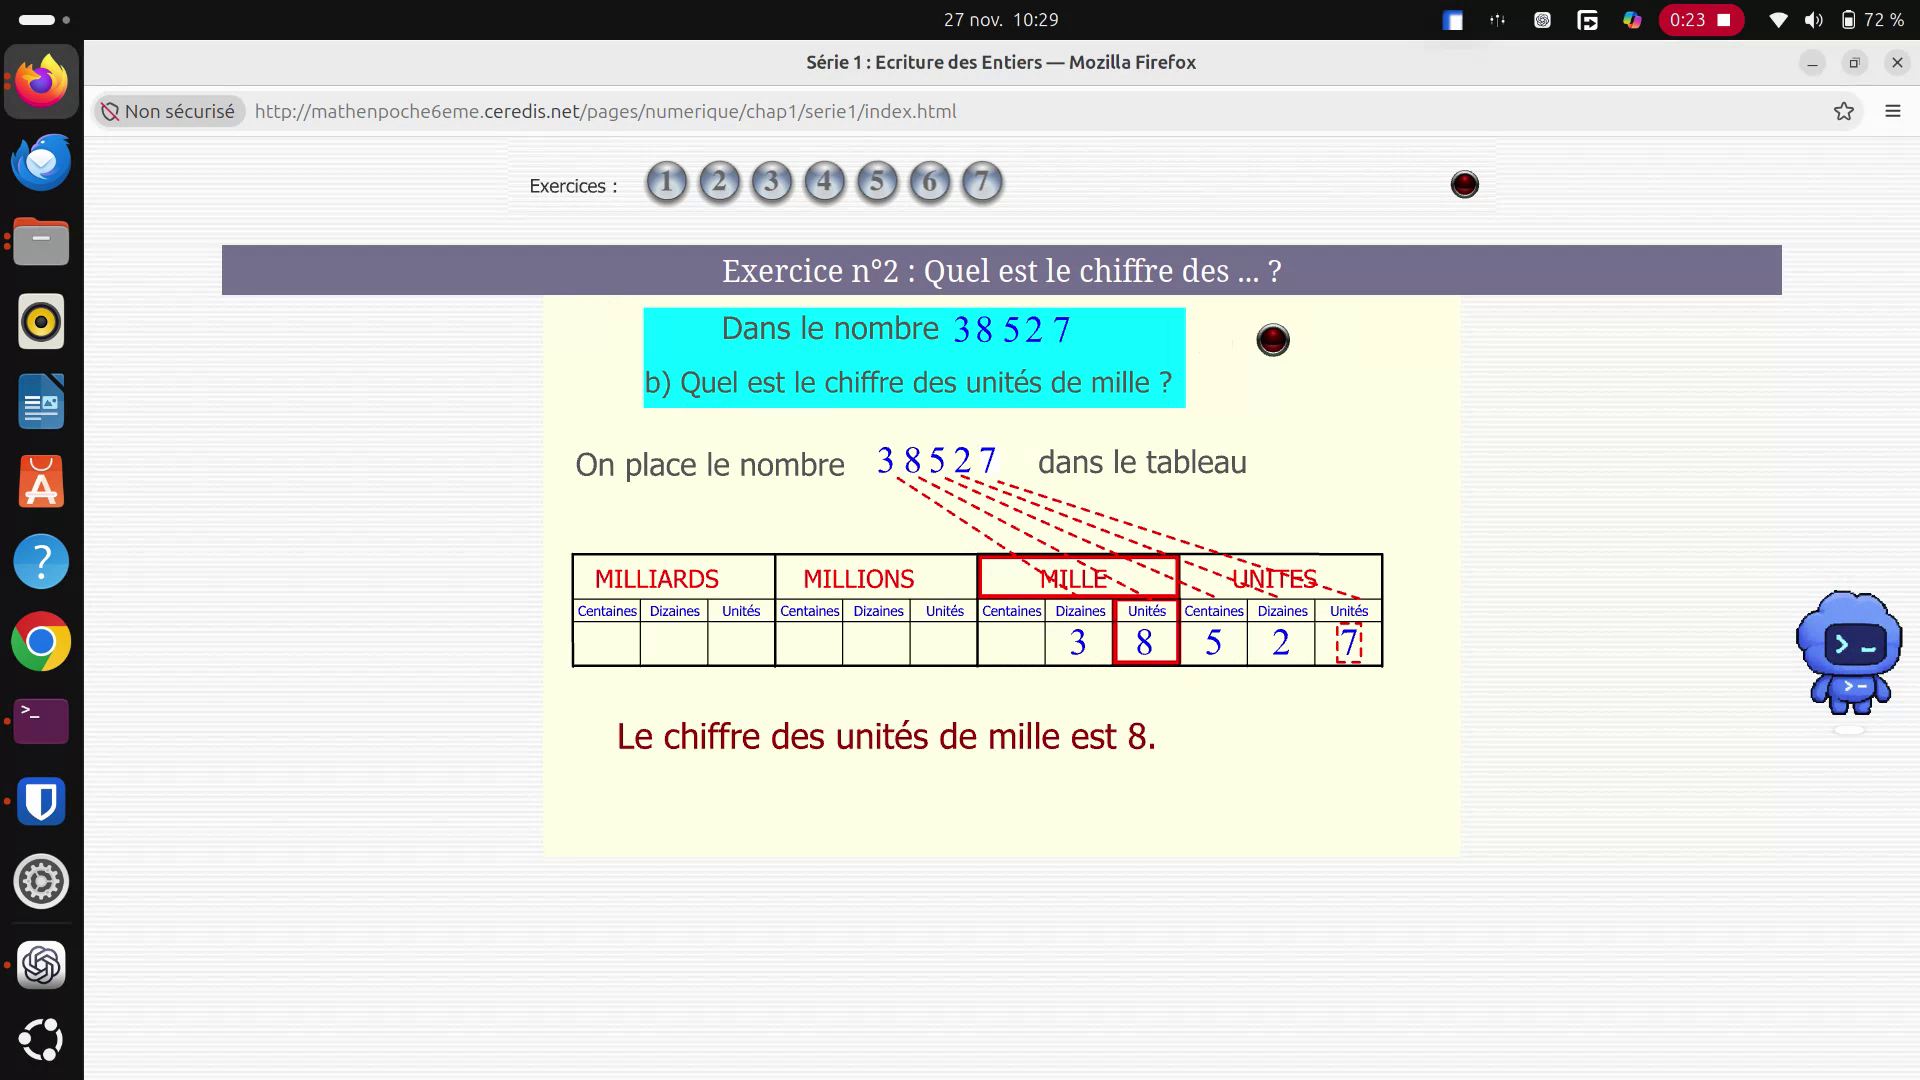 27 nov. 10:29
0:23
72 %
Série 1 : Ecriture des Entiers — Mozilla Firefox
Non sécurisé
http://mathenpoche6eme.ceredis.net/pages/numerique/chap1/serie1/index.html
Exercices : 1 2 3 4 5 6 7
Exercice n°2 : Quel est le chiffre des ... ?
Dans le nombre 38 527
b) Quel est le chiffre des unités de mille ?
On place le nombre 38527 dans le tableau
MILLIARDS MILLIONS MILLE UNITES
Centaines Dizaines Unités Centaines Dizaines Unités Centaines Dizaines Unités Centaines Dizaines Unités
3 8 5 2 7
Le chiffre des unités de mille est 8.